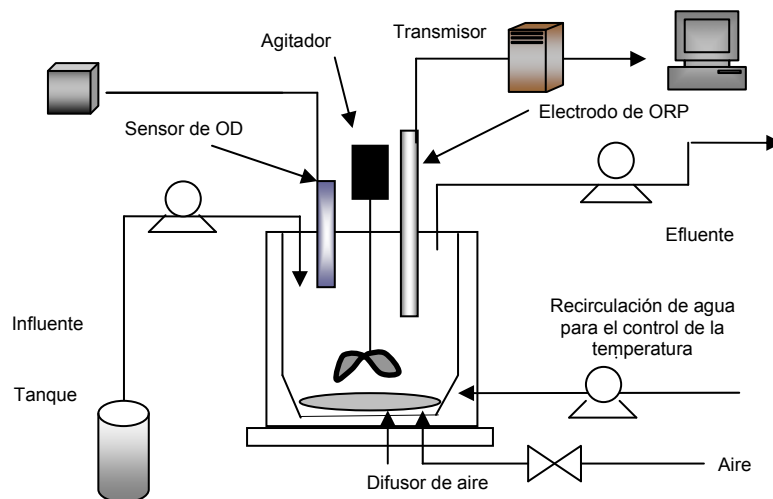 Transmisor
Agitador
Electrodo de ORP
Sensor de OD
Efluente
Influente
Recirculación de agua
para el control de la
temperatura
Tanque
Difusor de aire
Aire